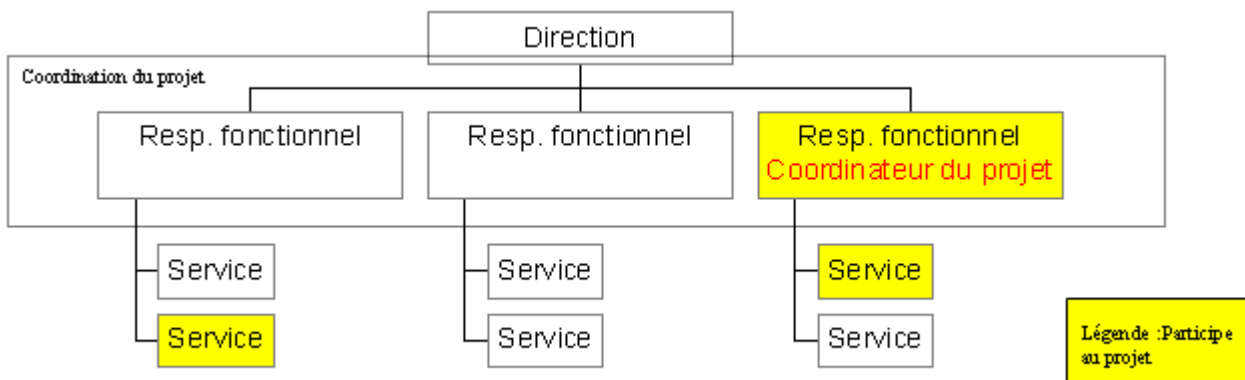 Direction
Coordination du projet
Resp. fonctionnel
Resp. fonctionnel
Resp. fonctionnel
Coordinateur du projet
Service
Service
Service
Service
Service
Service
Légende :Participe
au projet